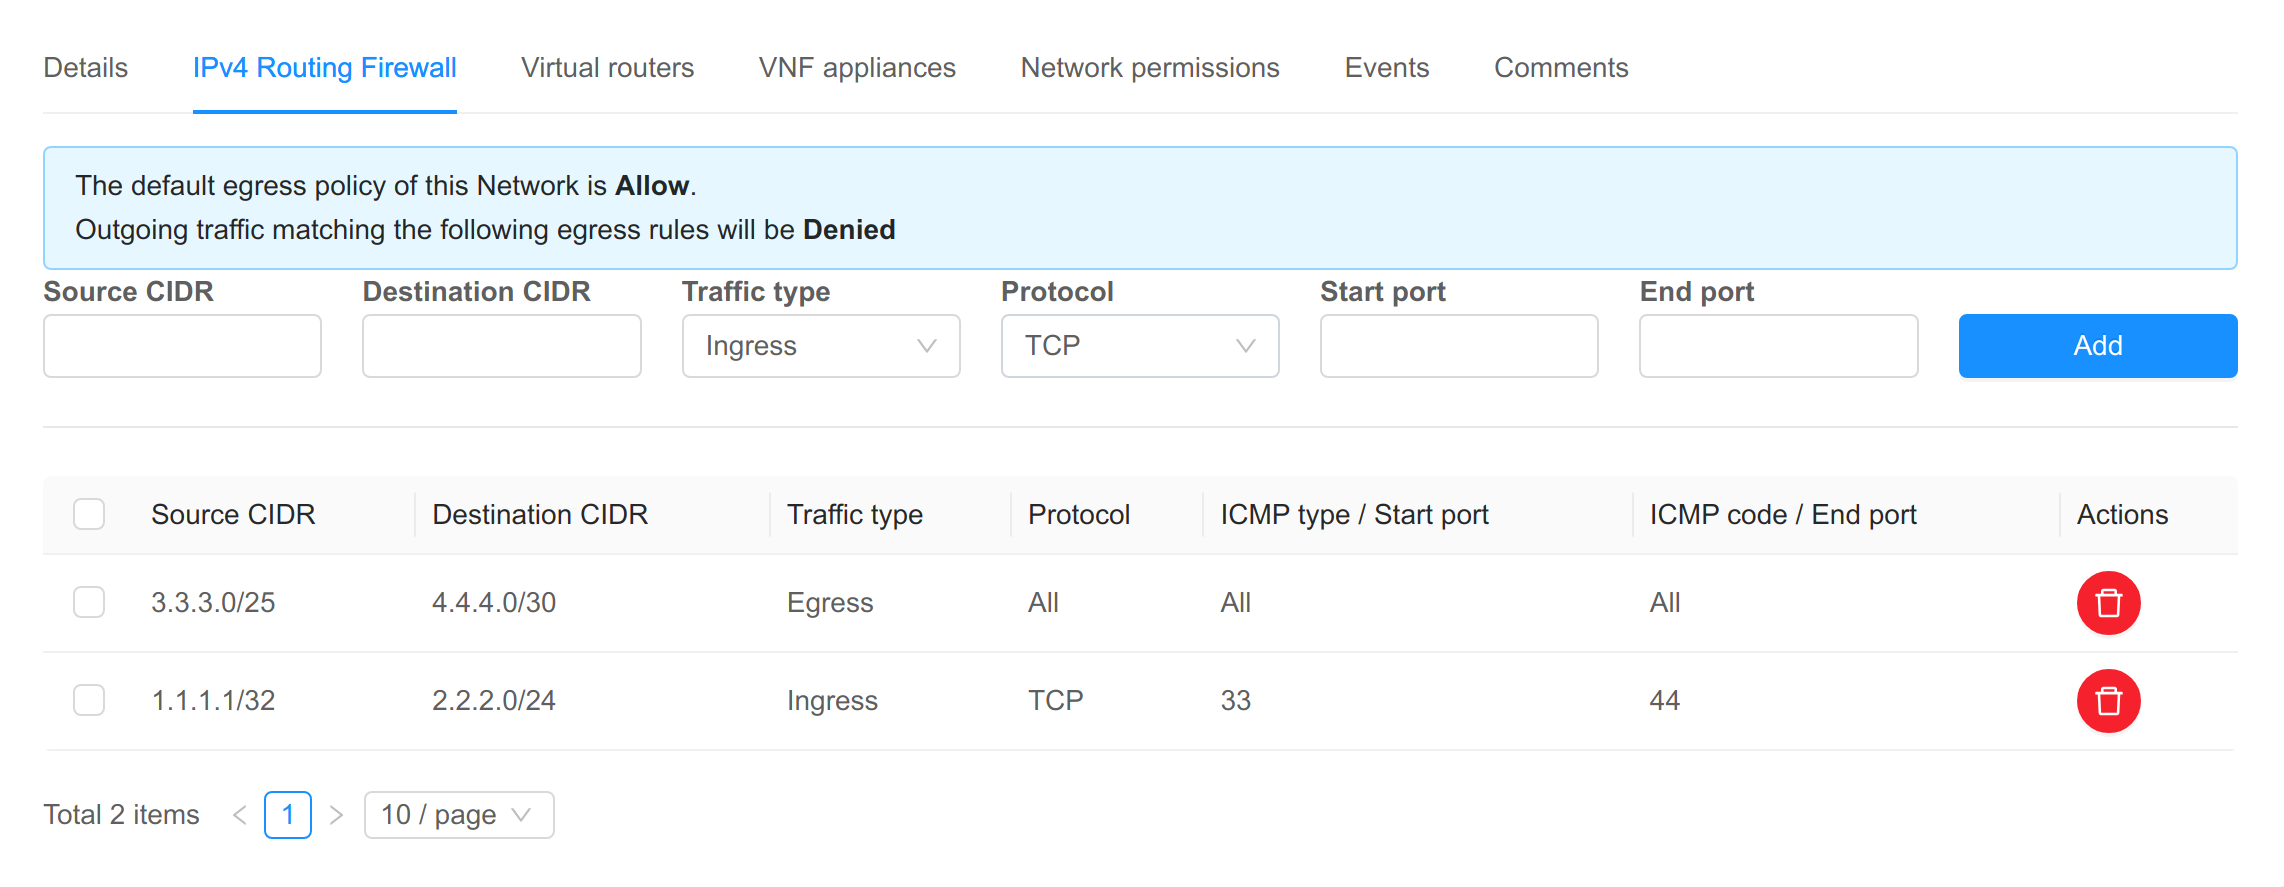 Details IPv4 Routing Firewall Virtual routers VNF appliances Network permissions Events Comments
The default egress policy of this Network is Allow.
Outgoing traffic matching the following egress rules will be Denied
Source CIDR Destination CIDR Traffic type Protocol Start port End port
Ingress TCP Add
Source CIDR Destination CIDR Traffic type Protocol ICMP type / Start port ICMP code / End port Actions
3.3.3.0/25 4.4.4.0/30 Egress All All All
1.1.1.1/32 2.2.2.0/24 Ingress TCP 33 44
Total 2 items < 1 > 10 / page